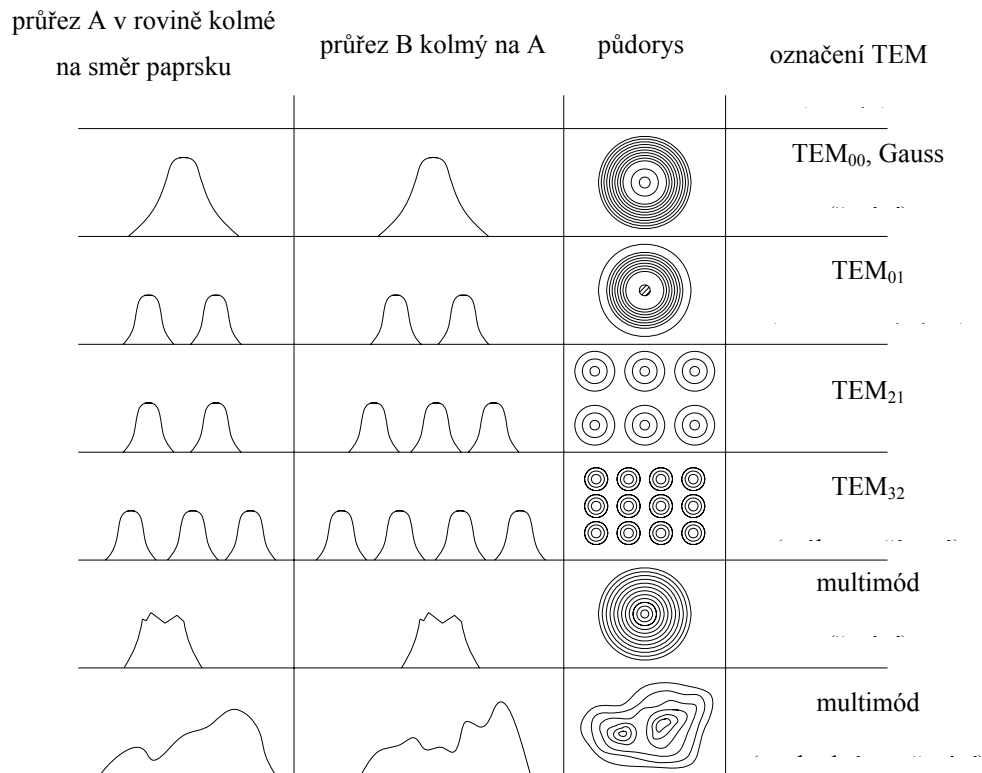 průřez A v rovině kolmé
na směr paprsku
průřez B kolmý na A
půdorys
označení TEM
TEM₀₀, Gauss
TEM₀₁
TEM₂₁
TEM₃₂
multimód
multimód